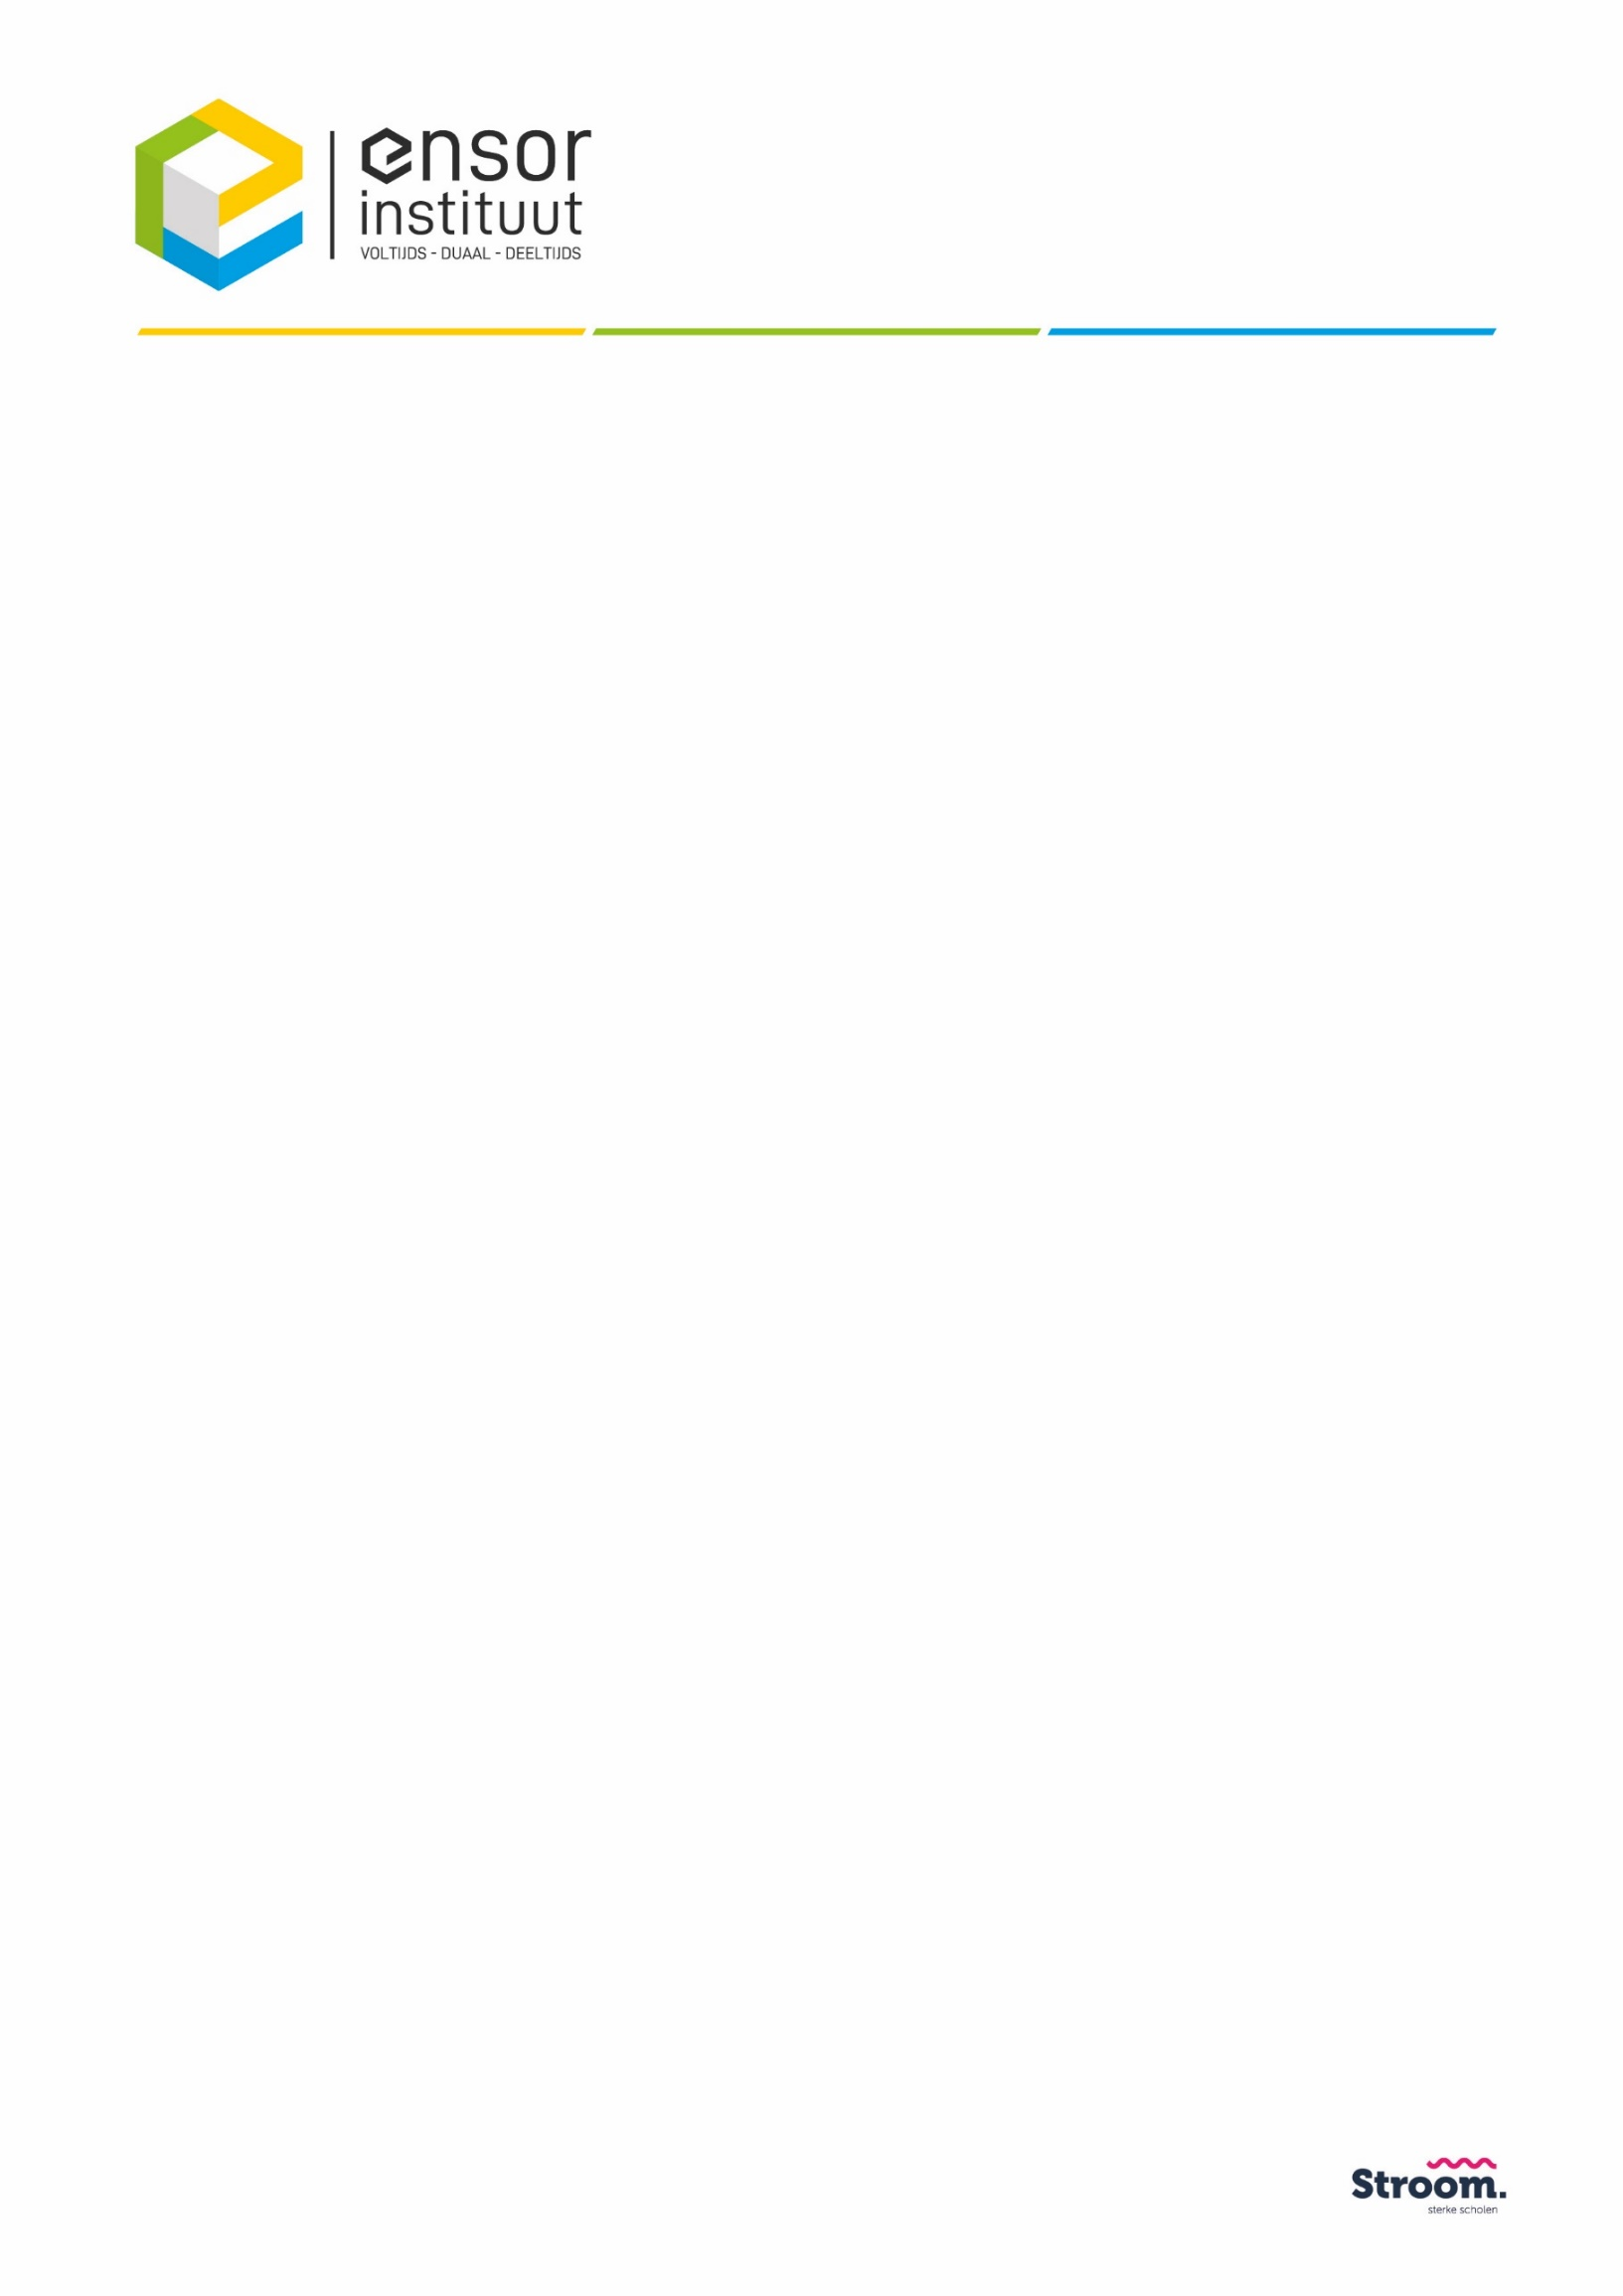 ensor
instituut
VOLTIJDS - DUAAL - DEELTIJDS
Stroom.
sterke scholen